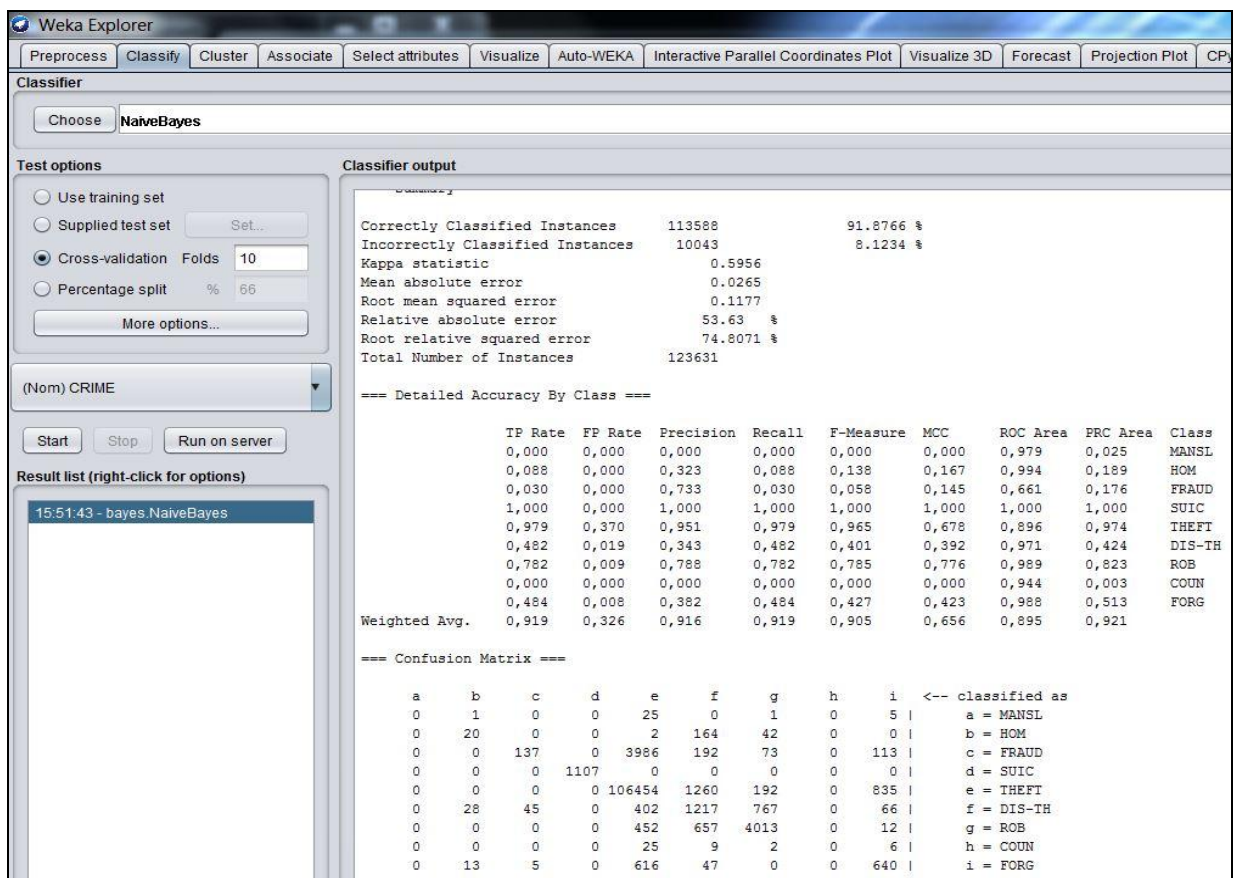 Weka Explorer
Preprocess Classify Cluster Associate Select attributes Visualize Auto-WEKA Interactive Parallel Coordinates Plot Visualize 3D Forecast Projection Plot CPy
Classifier
Choose NaiveBayes
Test options
Use training set
Supplied test set Set...
Cross-validation Folds 10
Percentage split % 66
More options...
(Nom) CRIME
Start Stop Run on server
Result list (right-click for options)
15:51:43 - bayes.NaiveBayes
Classifier output
Summary
Correctly Classified Instances 113588 91.8766 %
Incorrectly Classified Instances 10043 8.1234 %
Kappa statistic 0.5956
Mean absolute error 0.0265
Root mean squared error 0.1177
Relative absolute error 53.63 %
Root relative squared error 74.8071 %
Total Number of Instances 123631
=== Detailed Accuracy By Class ===
TP Rate FP Rate Precision Recall F-Measure MCC ROC Area PRC Area Class
0,000 0,000 0,000 0,000 0,000 0,000 0,979 0,025 MANSL
0,088 0,000 0,323 0,088 0,138 0,167 0,994 0,189 HOM
0,030 0,000 0,733 0,030 0,058 0,145 0,661 0,176 FRAUD
1,000 0,000 1,000 1,000 1,000 1,000 1,000 1,000 SUIC
0,979 0,370 0,951 0,979 0,965 0,678 0,896 0,974 THEFT
0,482 0,019 0,343 0,482 0,401 0,392 0,971 0,424 DIS-TH
0,782 0,009 0,788 0,782 0,785 0,776 0,989 0,823 ROB
0,000 0,000 0,000 0,000 0,000 0,000 0,944 0,003 COUN
0,484 0,008 0,382 0,484 0,427 0,423 0,988 0,513 FORG
Weighted Avg. 0,919 0,326 0,916 0,919 0,905 0,656 0,895 0,921
=== Confusion Matrix ===
a b c d e f g h i <-- classified as
0 1 0 0 25 0 1 0 5 | a = MANSL
0 20 0 0 2 164 42 0 0 | b = HOM
0 0 137 0 3986 192 73 0 113 | c = FRAUD
0 0 0 1107 0 0 0 0 0 | d = SUIC
0 0 0 0 106454 1260 192 0 835 | e = THEFT
0 28 45 0 402 1217 767 0 66 | f = DIS-TH
0 0 0 0 452 657 4013 0 12 | g = ROB
0 0 0 0 25 9 2 0 6 | h = COUN
0 13 5 0 616 47 0 0 640 | i = FORG